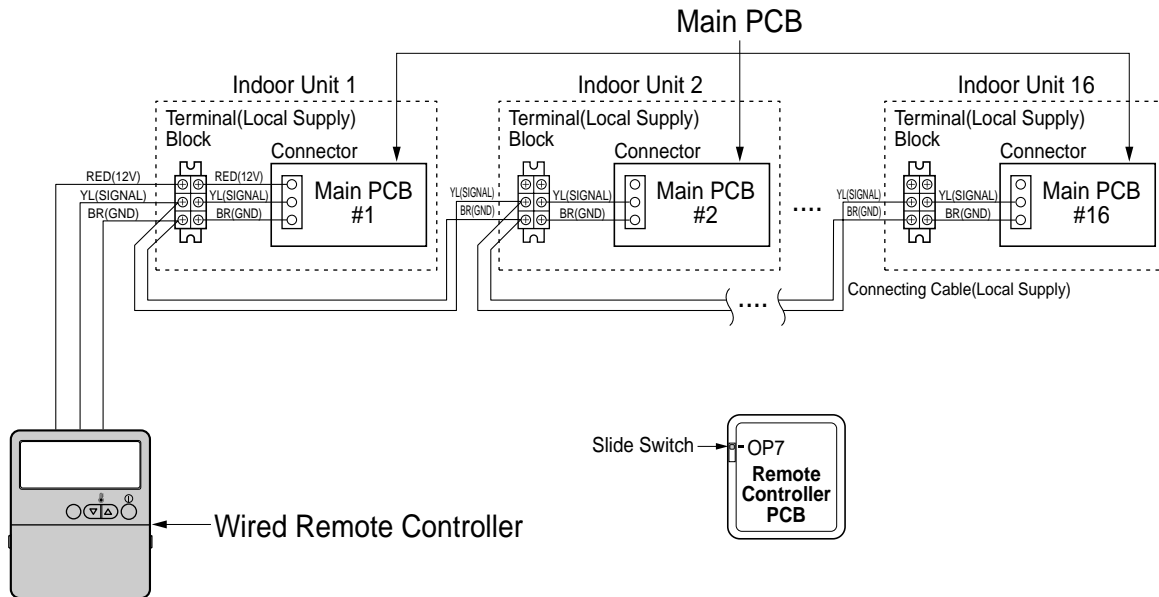 Main PCB
Indoor Unit 1
Indoor Unit 2
Indoor Unit 16
Terminal(Local Supply)
Block
Connector
RED(12V)
YL(SIGNAL)
BR(GND)
RED(12V)
YL(SIGNAL)
BR(GND)
Main PCB
#1
Terminal(Local Supply)
Block
Connector
YL(SIGNAL)
BR(GND)
YL(SIGNAL)
BR(GND)
Main PCB
#2
....
Terminal(Local Supply)
Block
Connector
YL(SIGNAL)
BR(GND)
YL(SIGNAL)
BR(GND)
Main PCB
#16
....
Connecting Cable(Local Supply)
Slide Switch
OP7
Remote
Controller
PCB
Wired Remote Controller